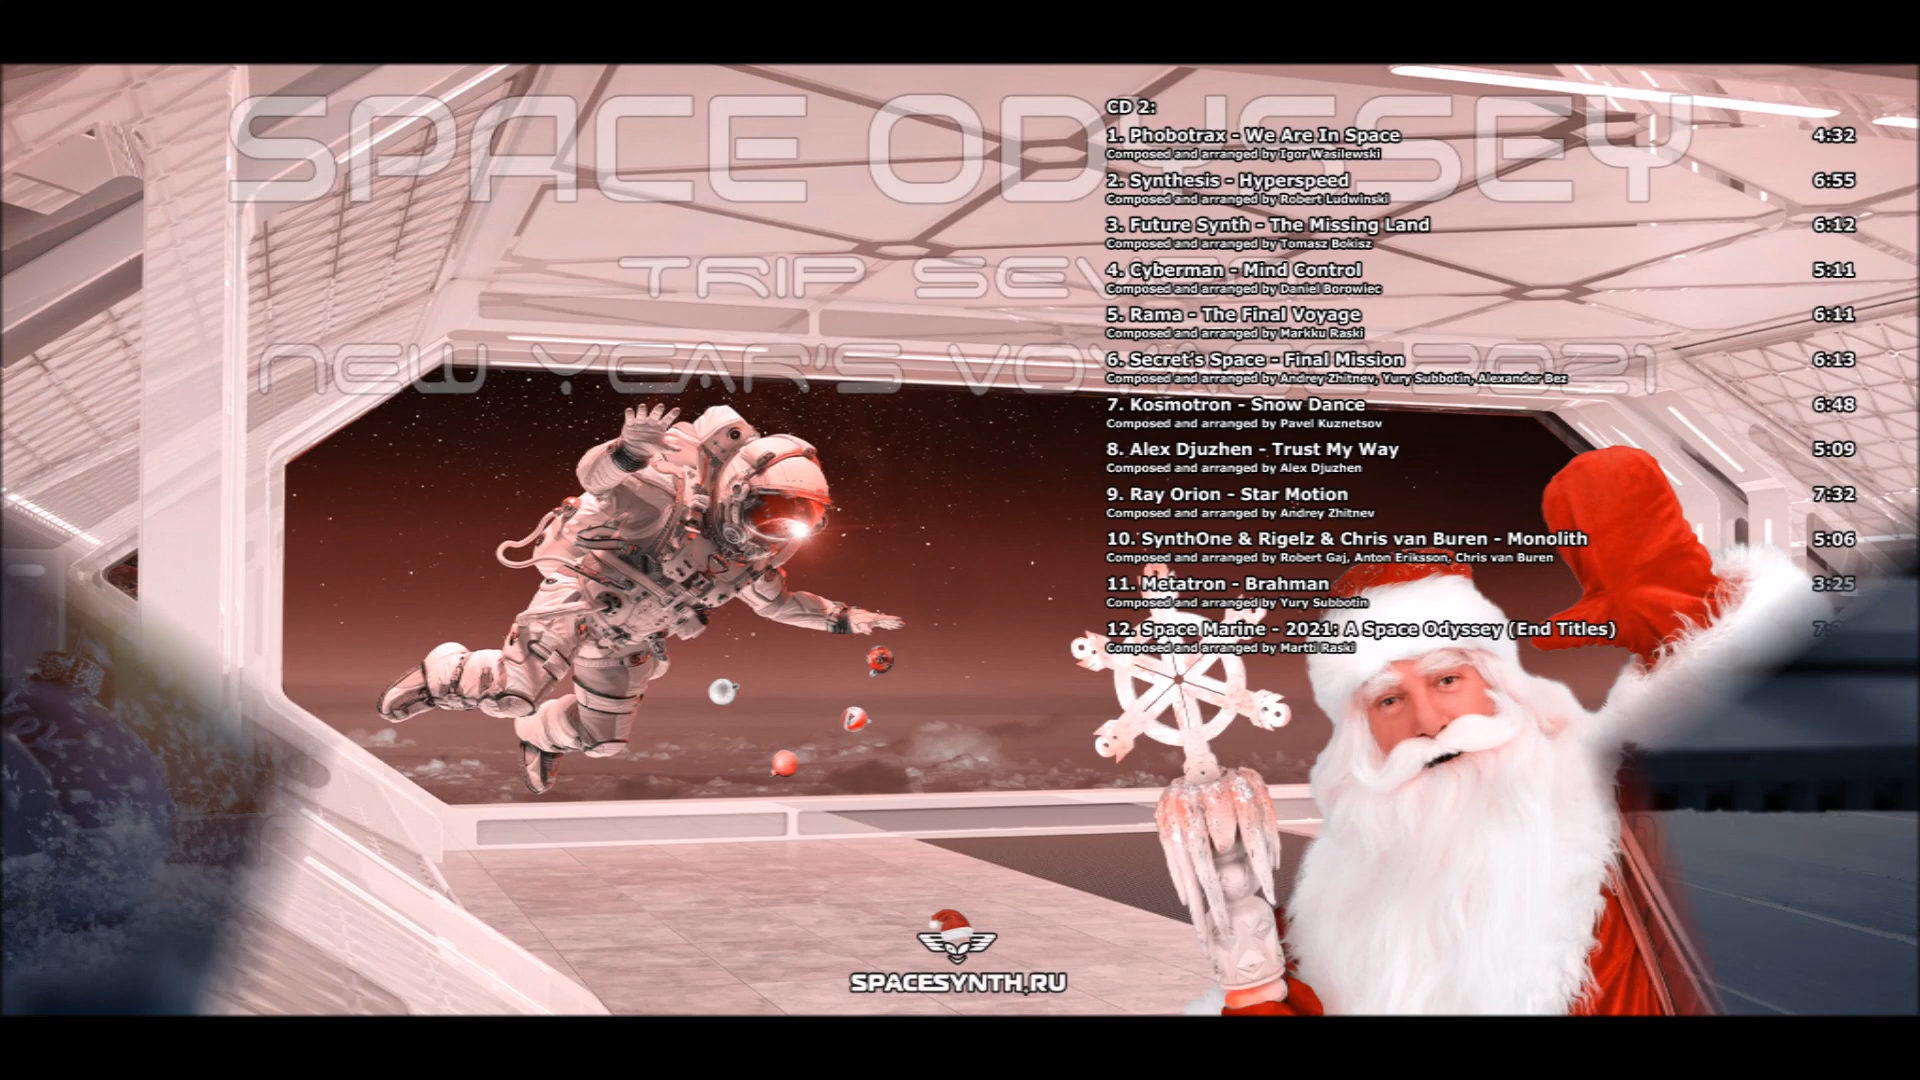 SPACE ODYSSEY
TRIP SEVEN
NEW YEAR'S VOYAGE 2021
CD 2:
1. Phobotrax - We Are In Space 4:32
Composed and arranged by Igor Wasilewski
2. Synthesis - Hyperspeed 6:55
Composed and arranged by Robert Ludwinski
3. Future Synth - The Missing Land 6:12
Composed and arranged by Tomasz Bokisz
4. Cyberman - Mind Control 5:11
Composed and arranged by Daniel Borowiec
5. Rama - The Final Voyage 6:11
Composed and arranged by Markku Raski
6. Secret's Space - Final Mission 6:13
Composed and arranged by Andrey Zhitnev, Yury Subbotin, Alexander Bez
7. Kosmotron - Snow Dance 6:48
Composed and arranged by Pavel Kuznetsov
8. Alex Djuzhen - Trust My Way 5:09
Composed and arranged by Alex Djuzhen
9. Ray Orion - Star Motion 7:32
Composed and arranged by Andrey Zhitnev
10. SynthOne & Rigelz & Chris van Buren - Monolith 5:06
Composed and arranged by Robert Gaj, Anton Eriksson, Chris van Buren
11. Metatron - Brahman 3:25
Composed and arranged by Yury Subbotin
12. Space Marine - 2021: A Space Odyssey (End Titles)
Composed and arranged by Martti Raski
SPACESYNTH.RU